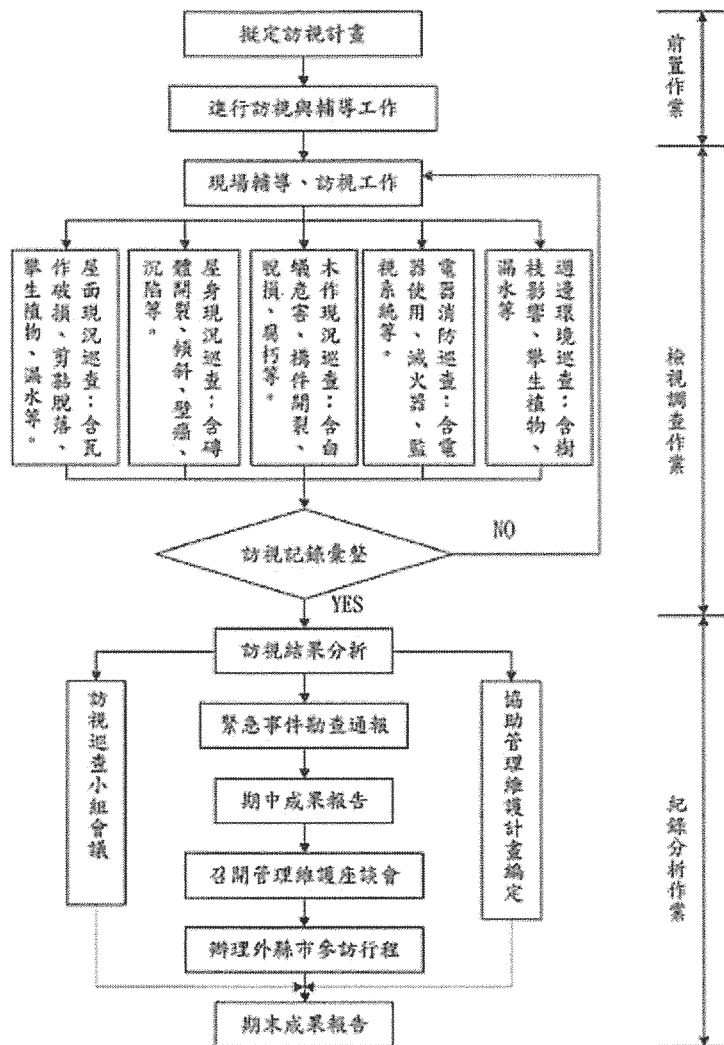 擬定訪視計畫
進行訪視與輔導工作
現場輔導、訪視工作
屋面現況巡查:含瓦
作破損、剪黏脫落、
攀生植物、漏水等。
屋身現況巡查:含磚
體開裂、傾斜、壁癌、
沉陷等。
木作現況巡查:含白
蟻危害、構件開裂、
脫損、腐朽等。
電器消防巡查:含電
器使用、滅火器、監
視系統等。
週邊環境巡查:含樹
枝影響、攀生植物、
漏水等
訪視記錄彙整
NO
YES
訪視結果分析
訪視巡查小組會議
緊急事件勘查通報
期中成果報告
召開管理維護座談會
辦理外縣市參訪行程
協助管理維護計畫編定
期末成果報告
前置作業
檢視調查作業
紀錄分析作業